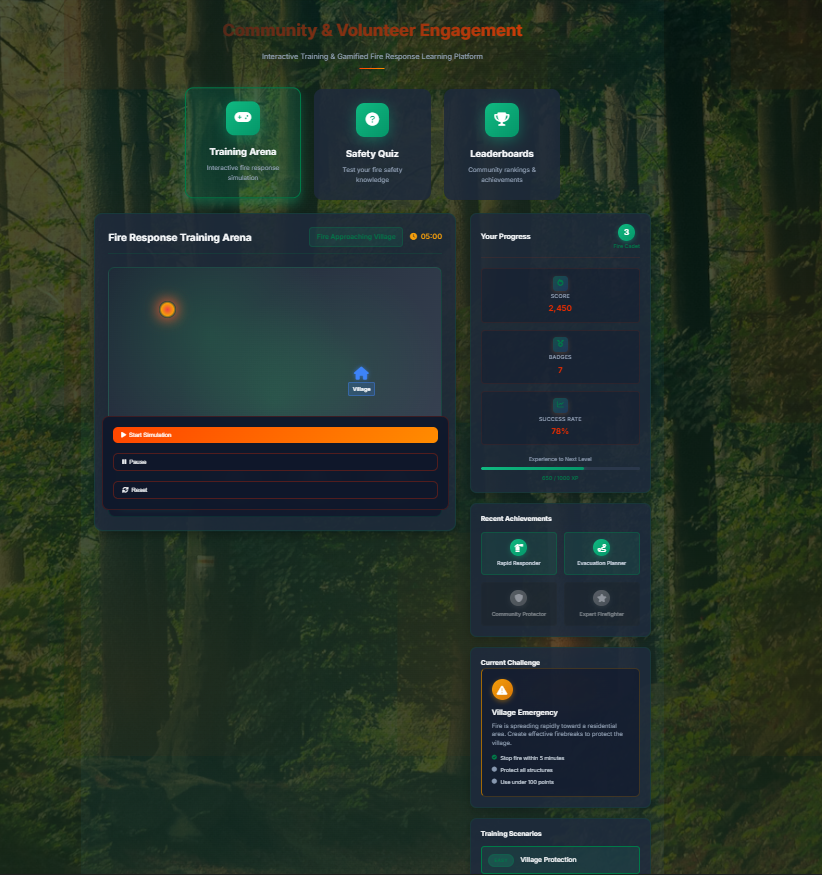 Community & Volunteer Engagement
Interactive Training & Gamified Fire Response Learning Platform
Training Arena
Interactive fire response
simulation
Safety Quiz
Test your fire safety
knowledge
Leaderboards
Community rankings &
achievements
Fire Response Training Arena
Fire Approaching Village
05:00
Village
Start Simulation
Pause
Reset
Your Progress
3
Fire Cadet
SCORE
2,450
BADGES
7
SUCCESS RATE
78%
Experience to Next Level
650 / 1000 XP
Recent Achievements
Rapid Responder
Evacuation Planner
Community Protector
Expert Firefighter
Current Challenge
Village Emergency
Fire is spreading rapidly toward a residential
area. Create effective firebreaks to protect the
village.
Stop fire within 5 minutes
Protect all structures
Use under 100 points
Training Scenarios
Village Protection